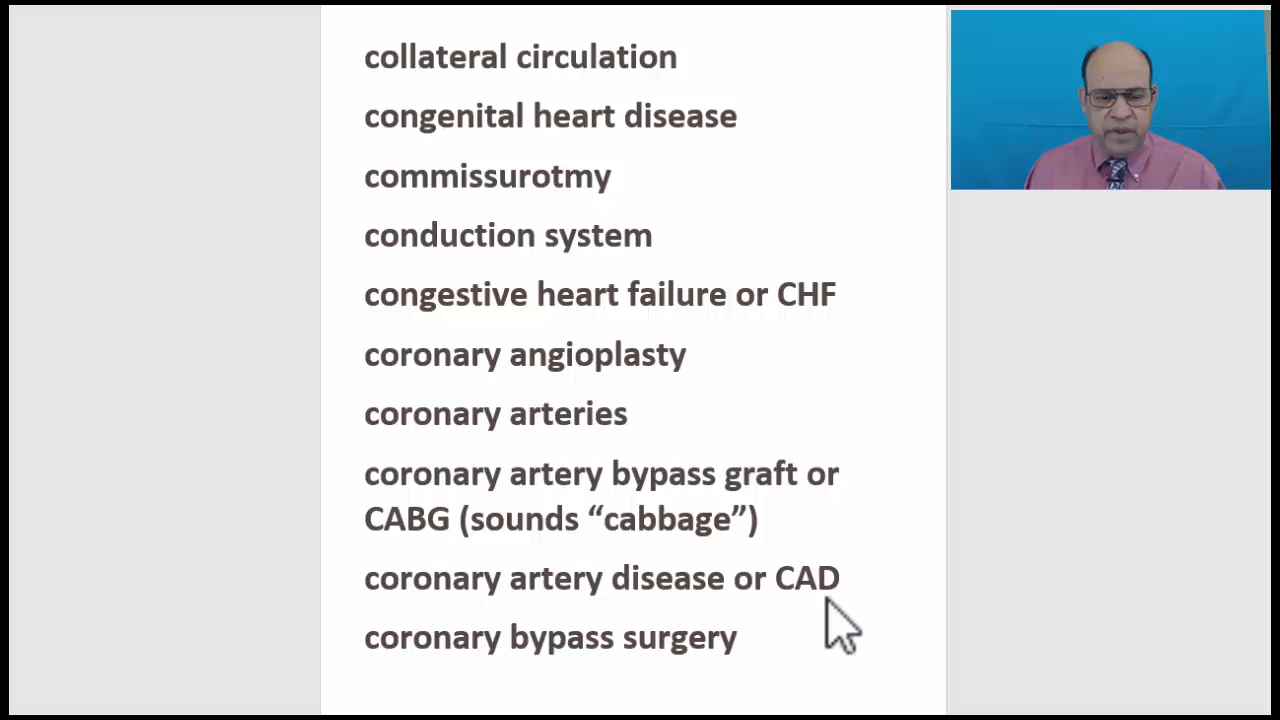 collateral circulation
congenital heart disease
commissurotmy
conduction system
congestive heart failure or CHF
coronary angioplasty
coronary arteries
coronary artery bypass graft or
CABG (sounds “cabbage”)
coronary artery disease or CAD
coronary bypass surgery